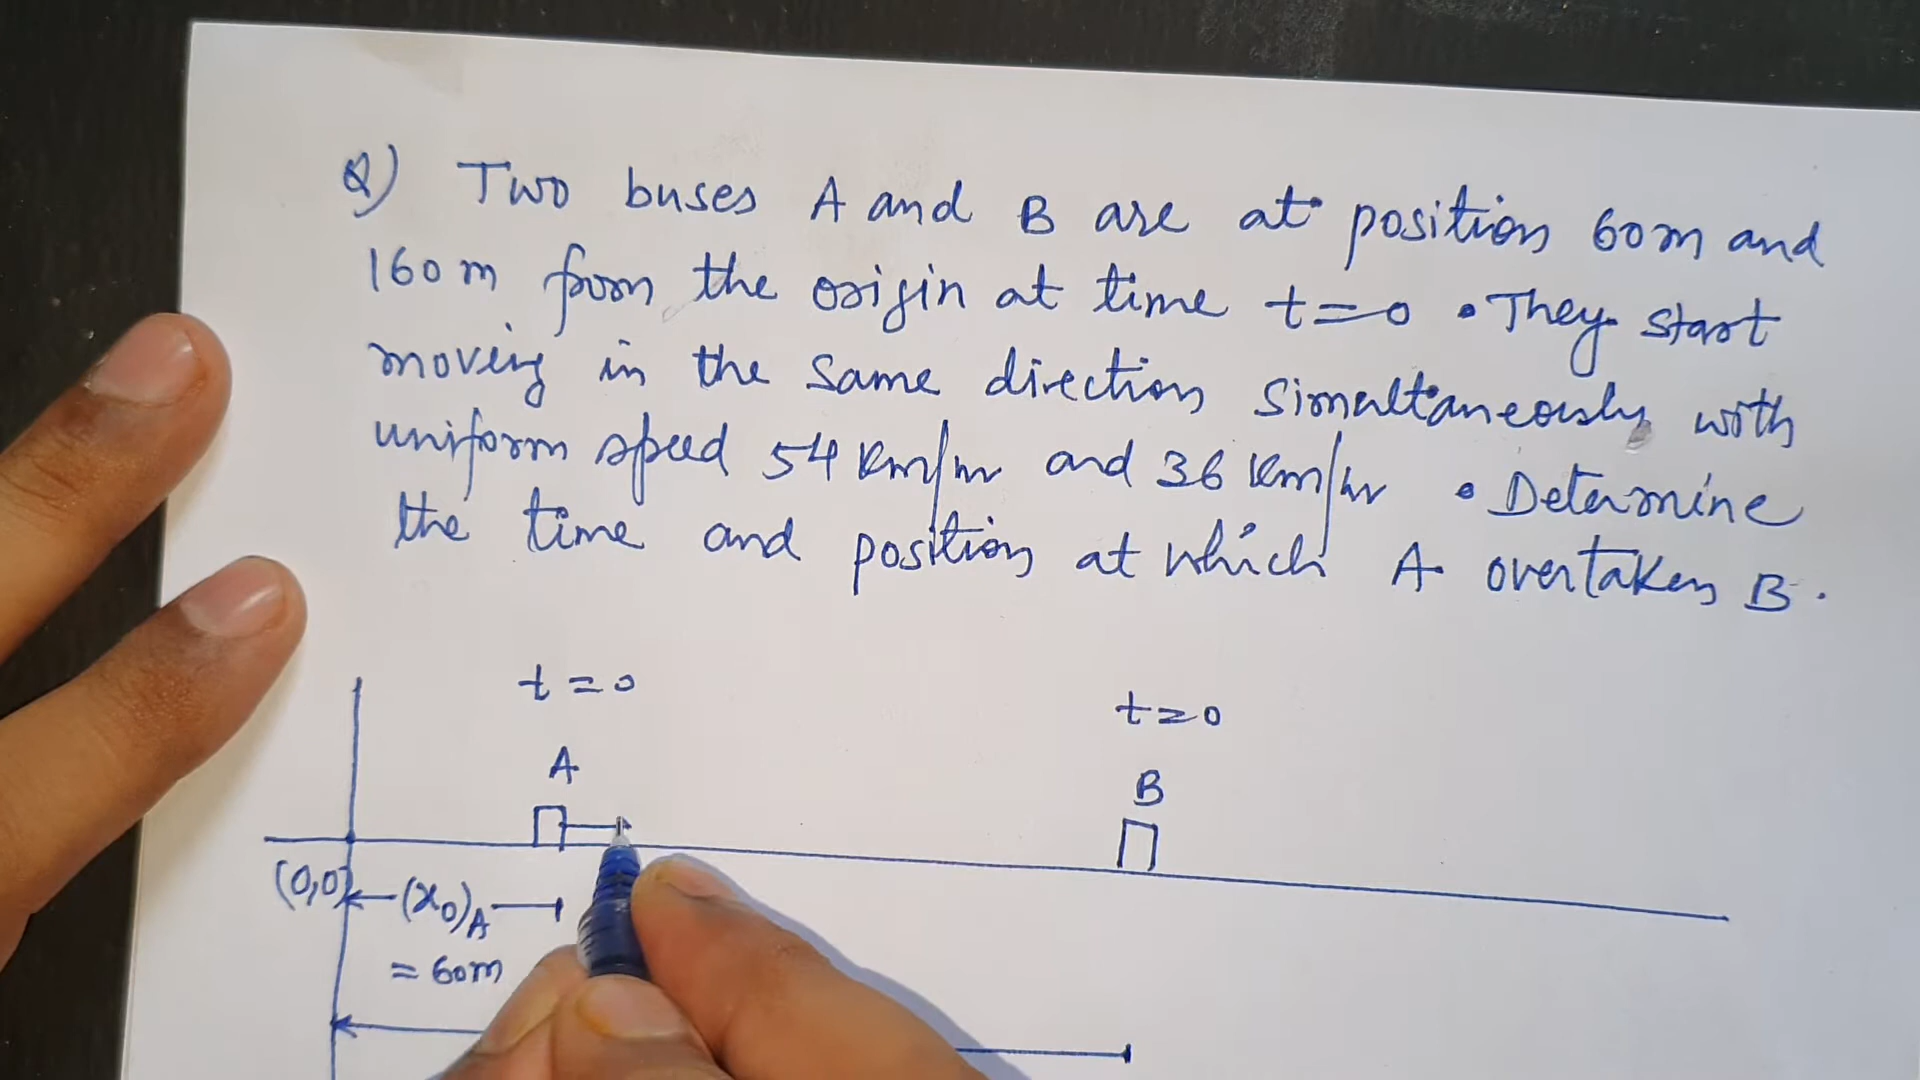 Q) Two buses A and B are at position 60m and
160m from the origin at time t=0. They start
moving in the same direction simultaneously with
uniform speed 54 km/hr and 36 km/hr. Determine
the time and position at which A overtakes B.
t=0
t=0
A
B
(0,0)
(x₀)A
= 60m